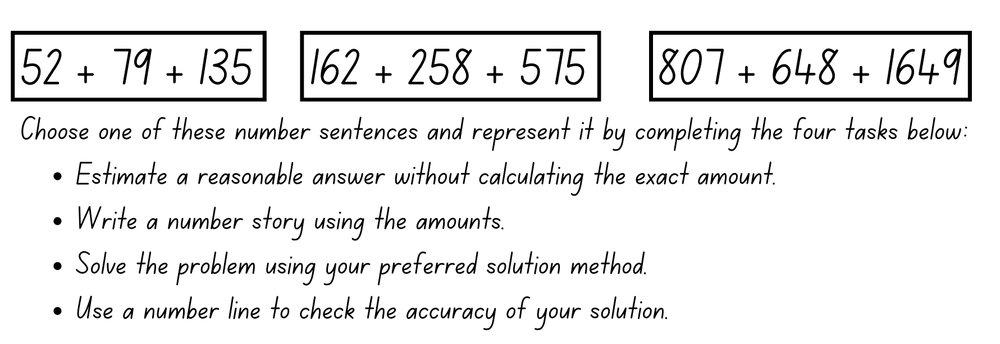 52 + 79 + 135
162 + 258 + 575
807 + 648 + 1649
Choose one of these number sentences and represent it by completing the four tasks below:
• Estimate a reasonable answer without calculating the exact amount.
• Write a number story using the amounts.
• Solve the problem using your preferred solution method.
• Use a number line to check the accuracy of your solution.